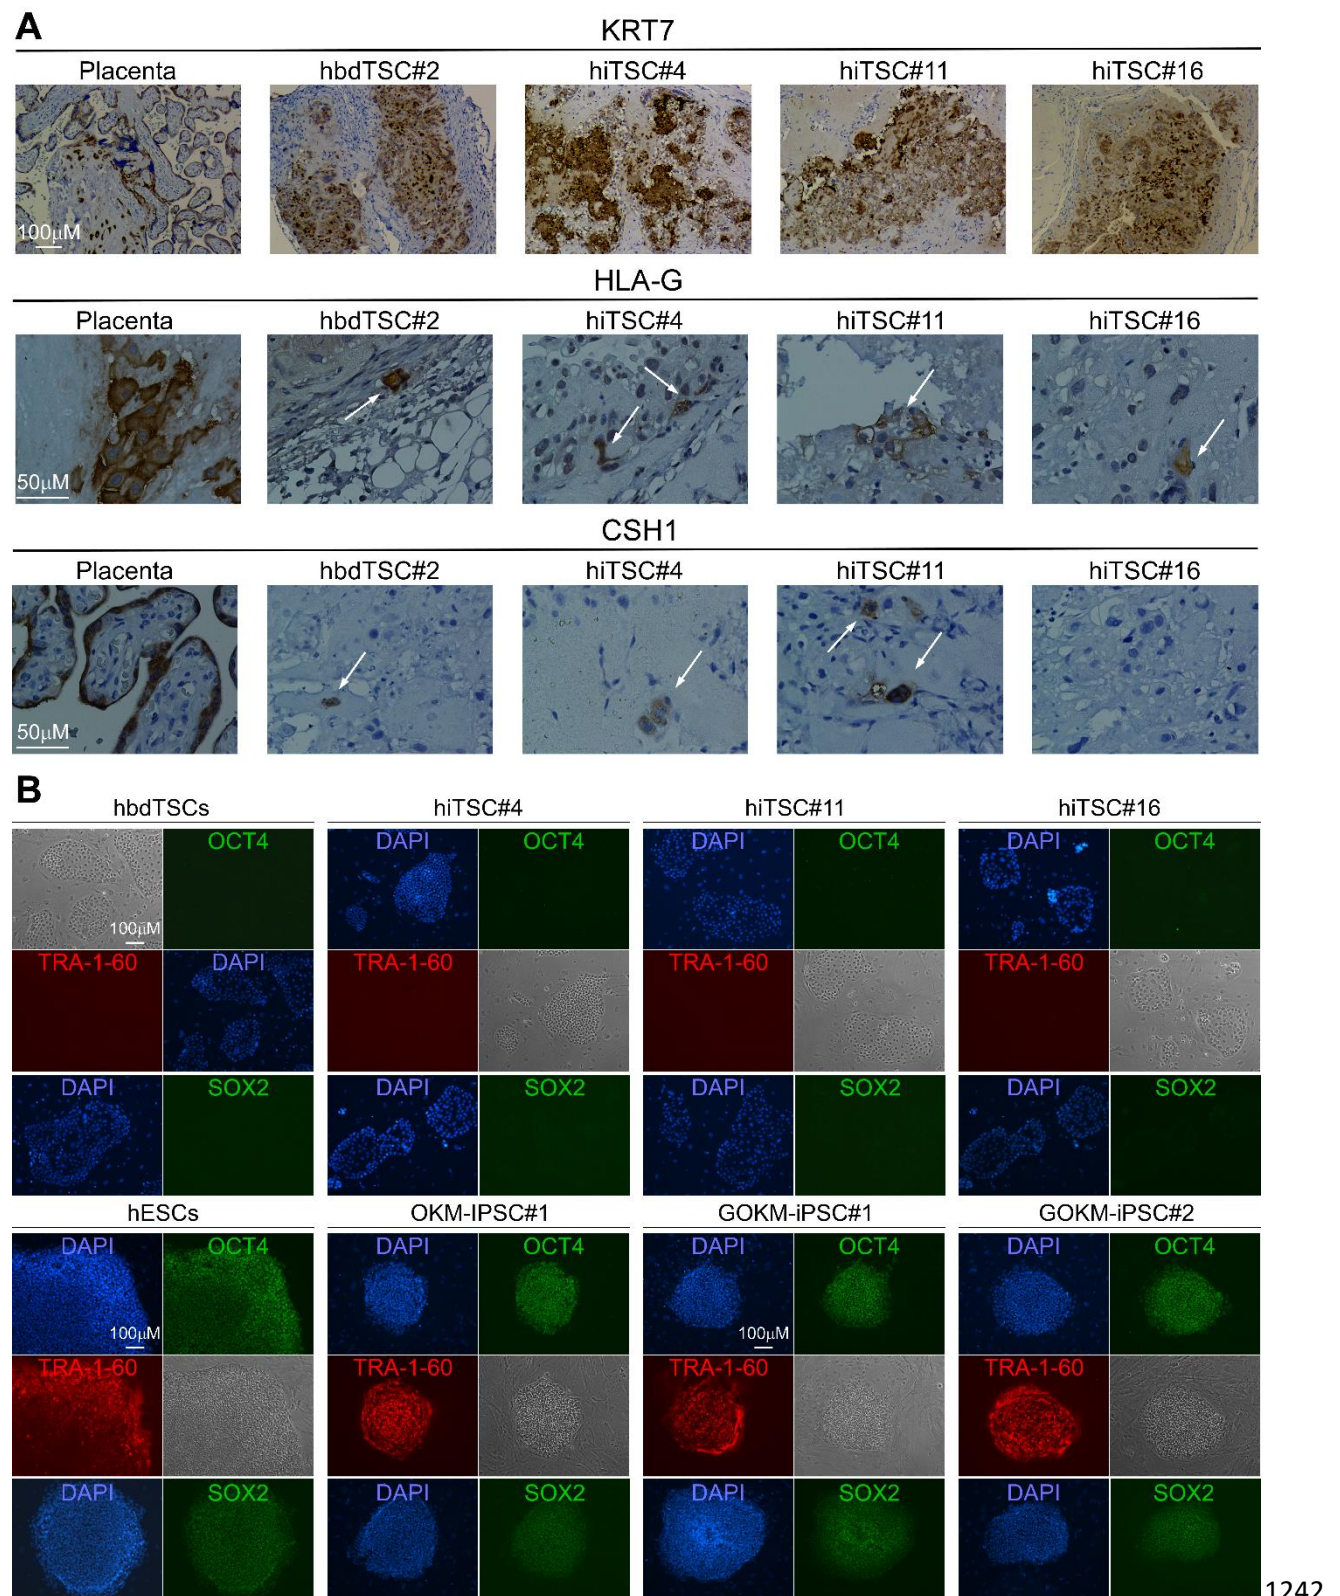 A
KRT7
Placenta hbdTSC#2 hiTSC#4 hiTSC#11 hiTSC#16
100µM
HLA-G
Placenta hbdTSC#2 hiTSC#4 hiTSC#11 hiTSC#16
50µM
CSH1
Placenta hbdTSC#2 hiTSC#4 hiTSC#11 hiTSC#16
50µM
B
hbdTSCs hiTSC#4 hiTSC#11 hiTSC#16
OCT4 DAPI OCT4 DAPI OCT4 DAPI OCT4
100µM
TRA-1-60 DAPI TRA-1-60 TRA-1-60 TRA-1-60
DAPI SOX2 DAPI SOX2 DAPI SOX2 DAPI SOX2
hESCs OKM-IPSC#1 GOKM-iPSC#1 GOKM-iPSC#2
DAPI OCT4 DAPI OCT4 DAPI OCT4 DAPI OCT4
100µM 100µM
TRA-1-60 TRA-1-60 TRA-1-60 TRA-1-60
DAPI SOX2 DAPI SOX2 DAPI SOX2 DAPI SOX2
1242